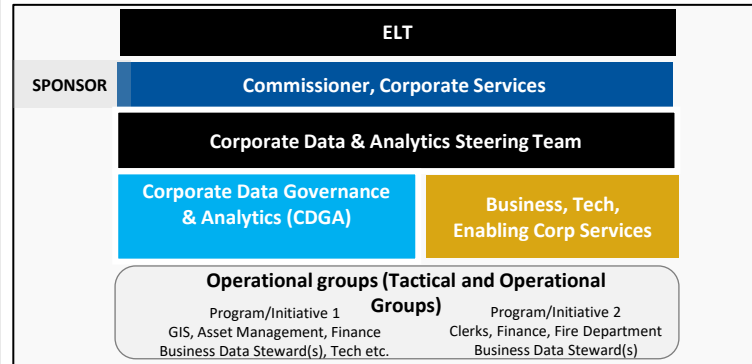 ELT
SPONSOR
Commissioner, Corporate Services
Corporate Data & Analytics Steering Team
Corporate Data Governance
& Analytics (CDGA)
Business, Tech,
Enabling Corp Services
Operational groups (Tactical and Operational
Groups)
Program/Initiative 1
GIS, Asset Management, Finance
Business Data Steward(s), Tech etc.
Program/Initiative 2
Clerks, Finance, Fire Department
Business Data Steward(s)